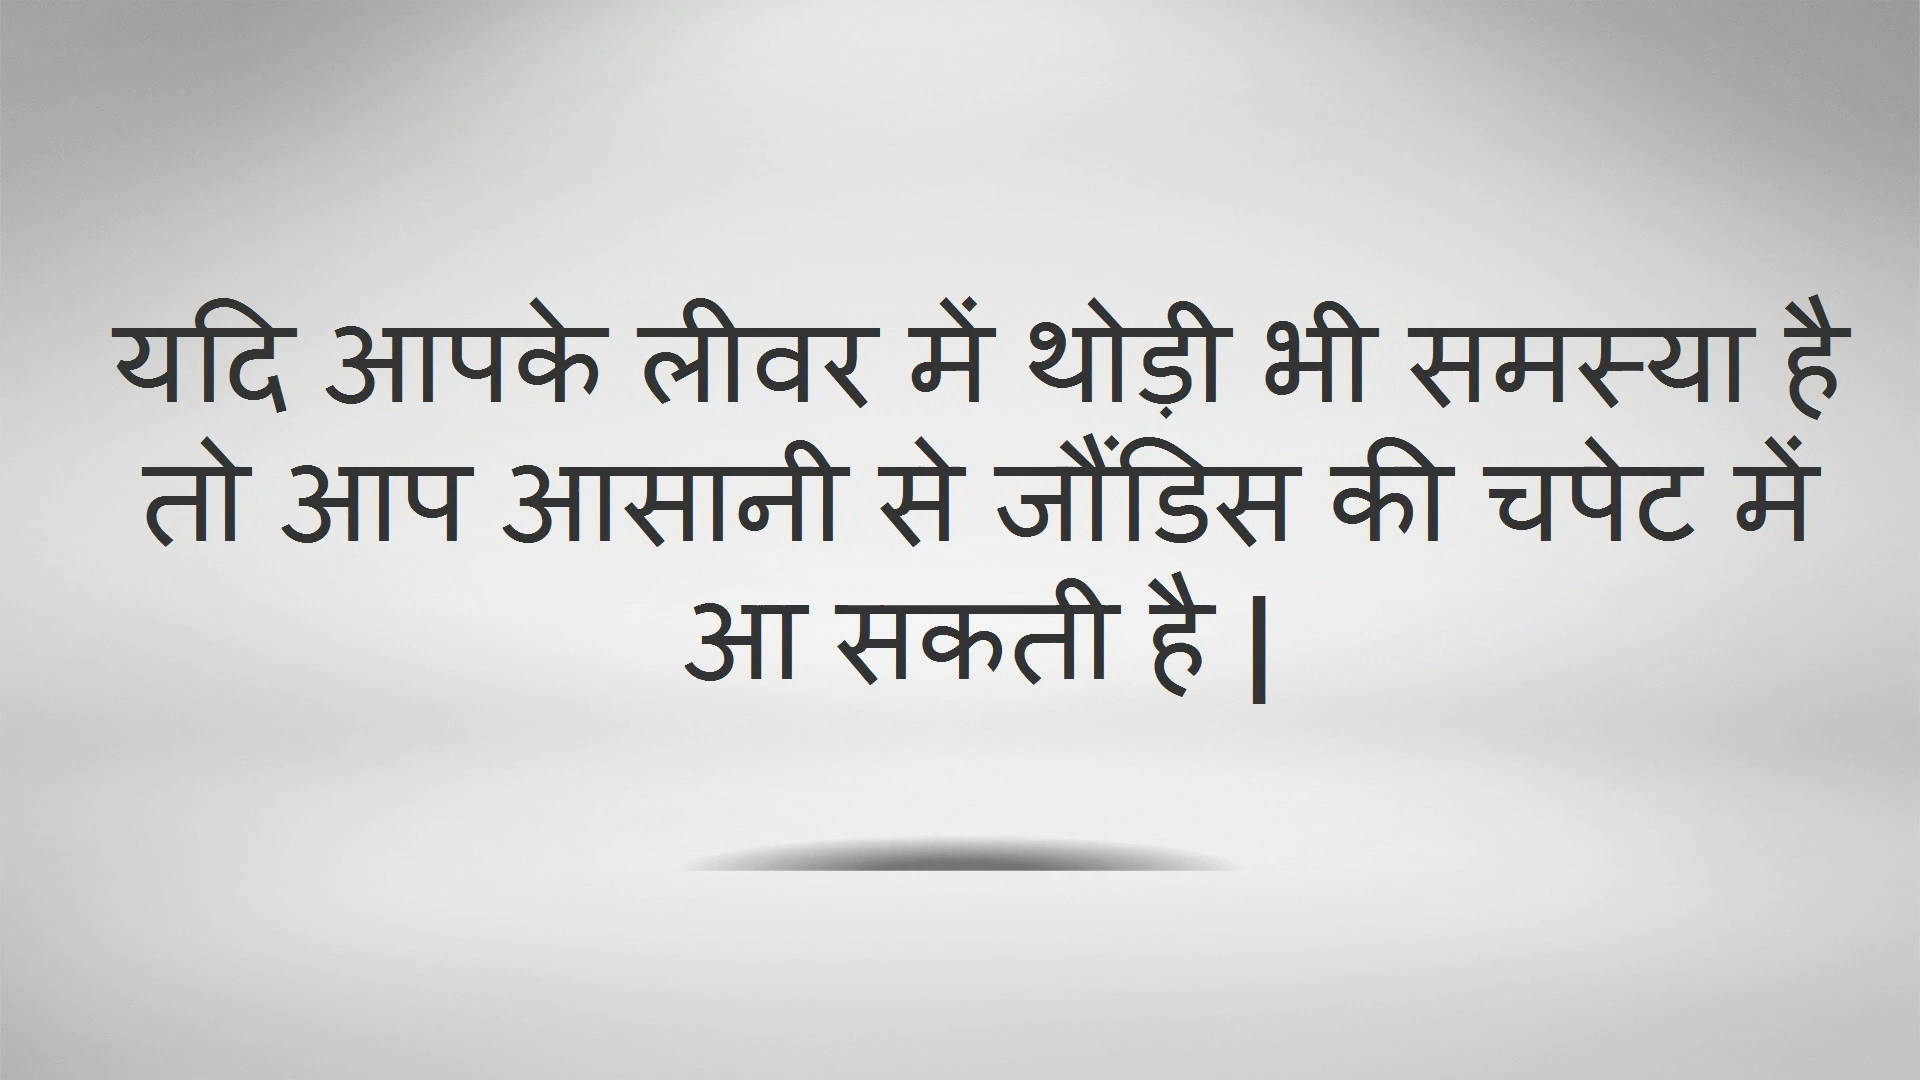 यदि आपके लीवर में थोड़ी भी समस्या है
तो आप आसानी से जौंडिस की चपेट में
आ सकती है |